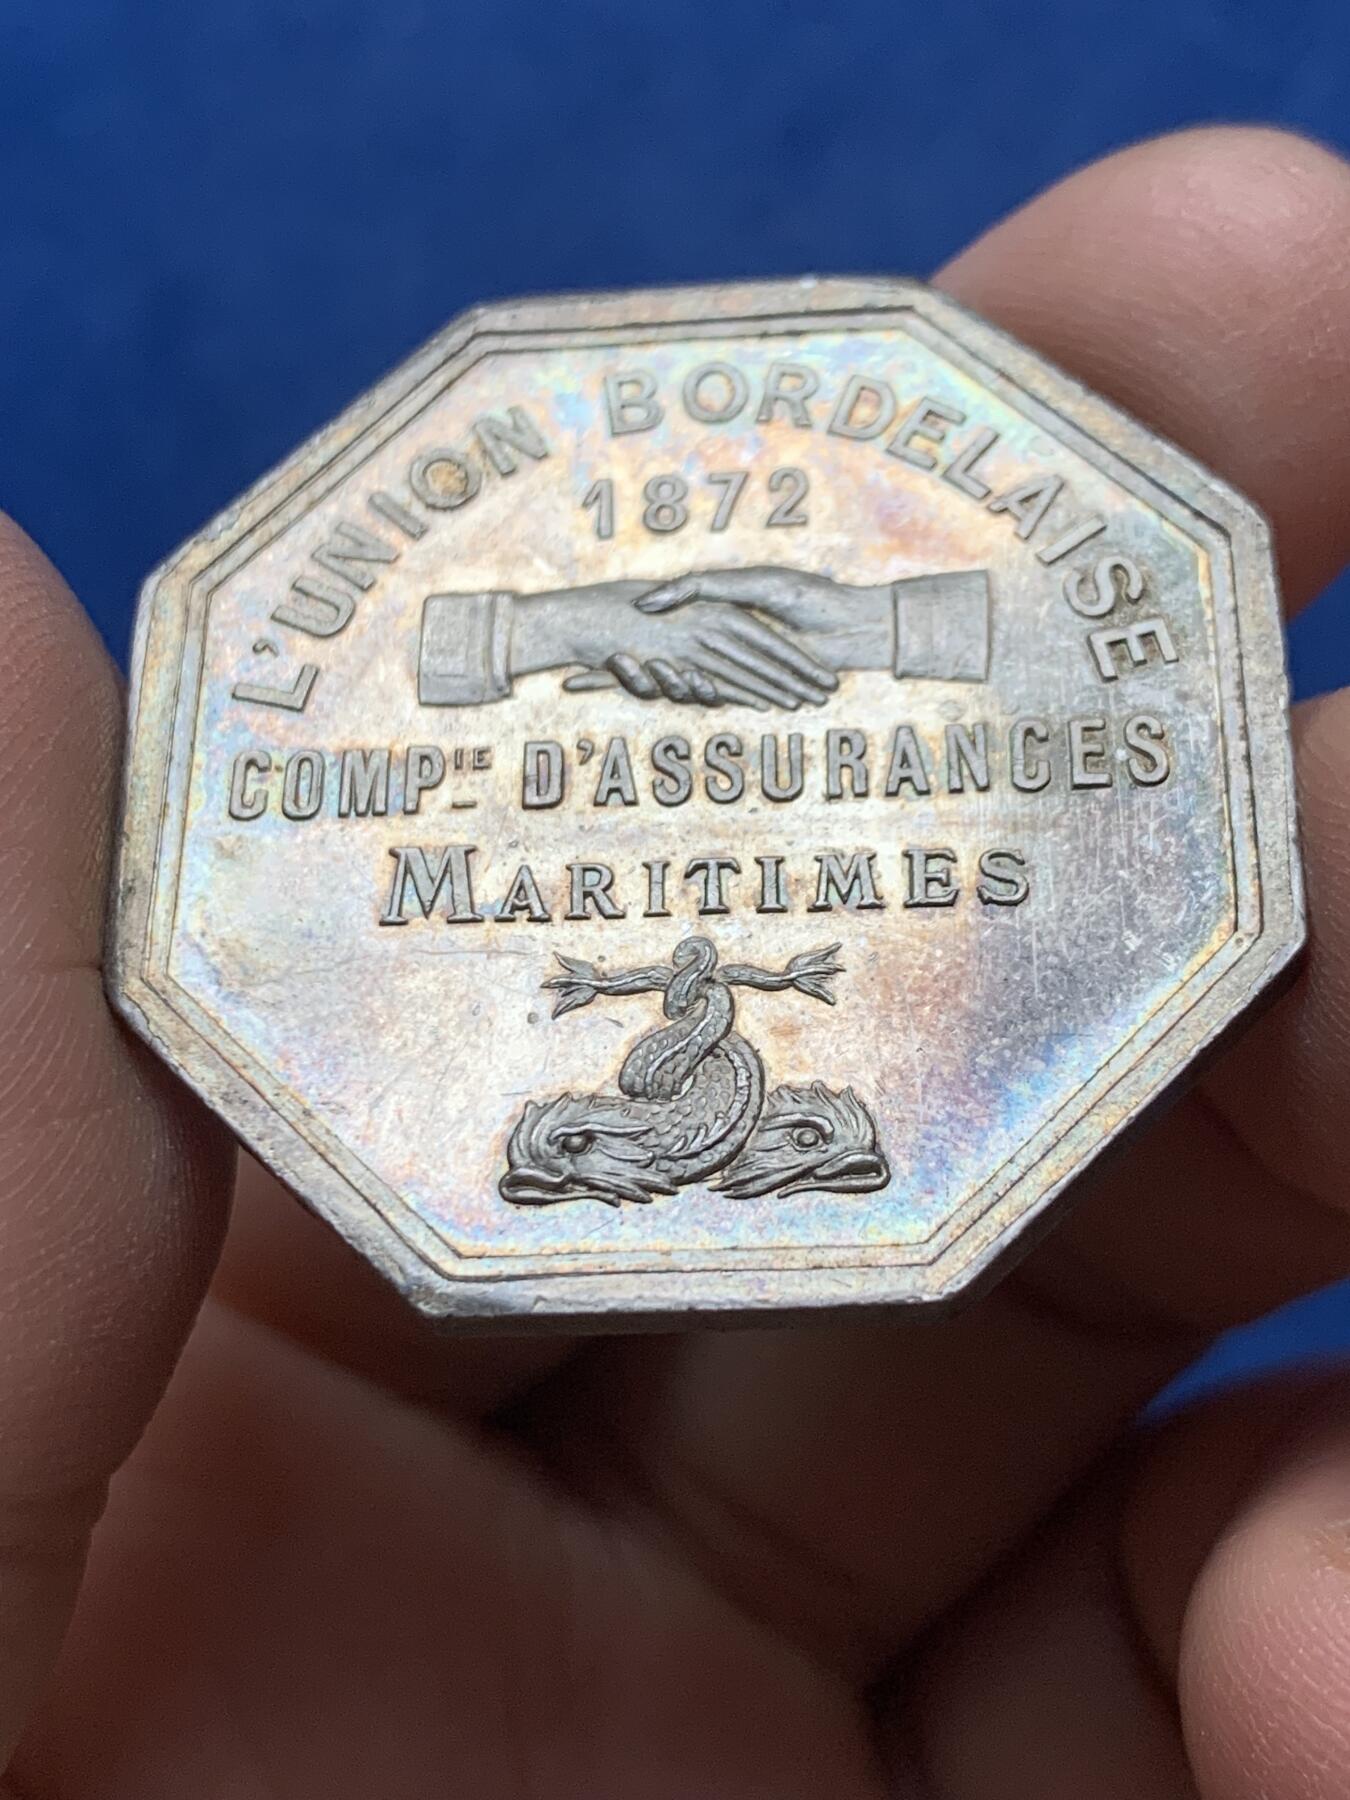 L'UNION BORDELAISE
1872
COMPIE D'ASSURANCES
MARITIMES